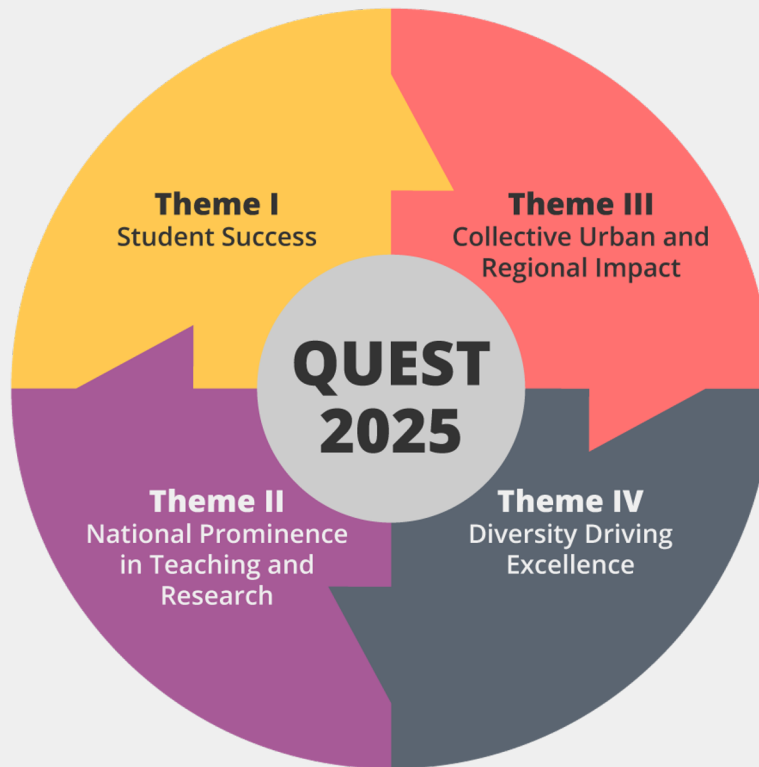 Theme I
Student Success
Theme III
Collective Urban and
Regional Impact
QUEST
2025
Theme II
National Prominence
in Teaching and
Research
Theme IV
Diversity Driving
Excellence